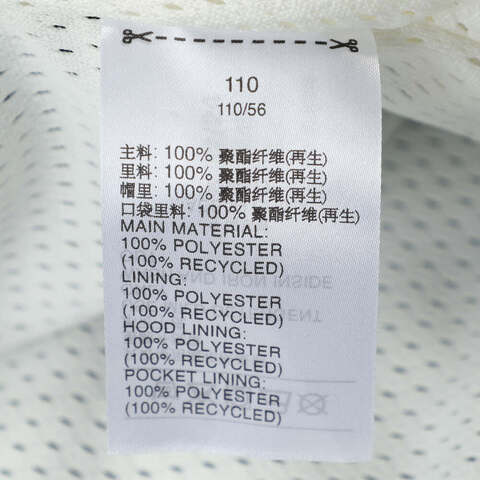 110
110/56
主料: 100% 聚酯纤维(再生)
里料: 100% 聚酯纤维(再生)
帽里: 100% 聚酯纤维(再生)
口袋里料: 100% 聚酯纤维(再生)
MAIN MATERIAL:
100% POLYESTER
(100% RECYCLED)
LINING:
100% POLYESTER
(100% RECYCLED)
HOOD LINING:
100% POLYESTER
(100% RECYCLED)
POCKET LINING:
100% POLYESTER
(100% RECYCLED)